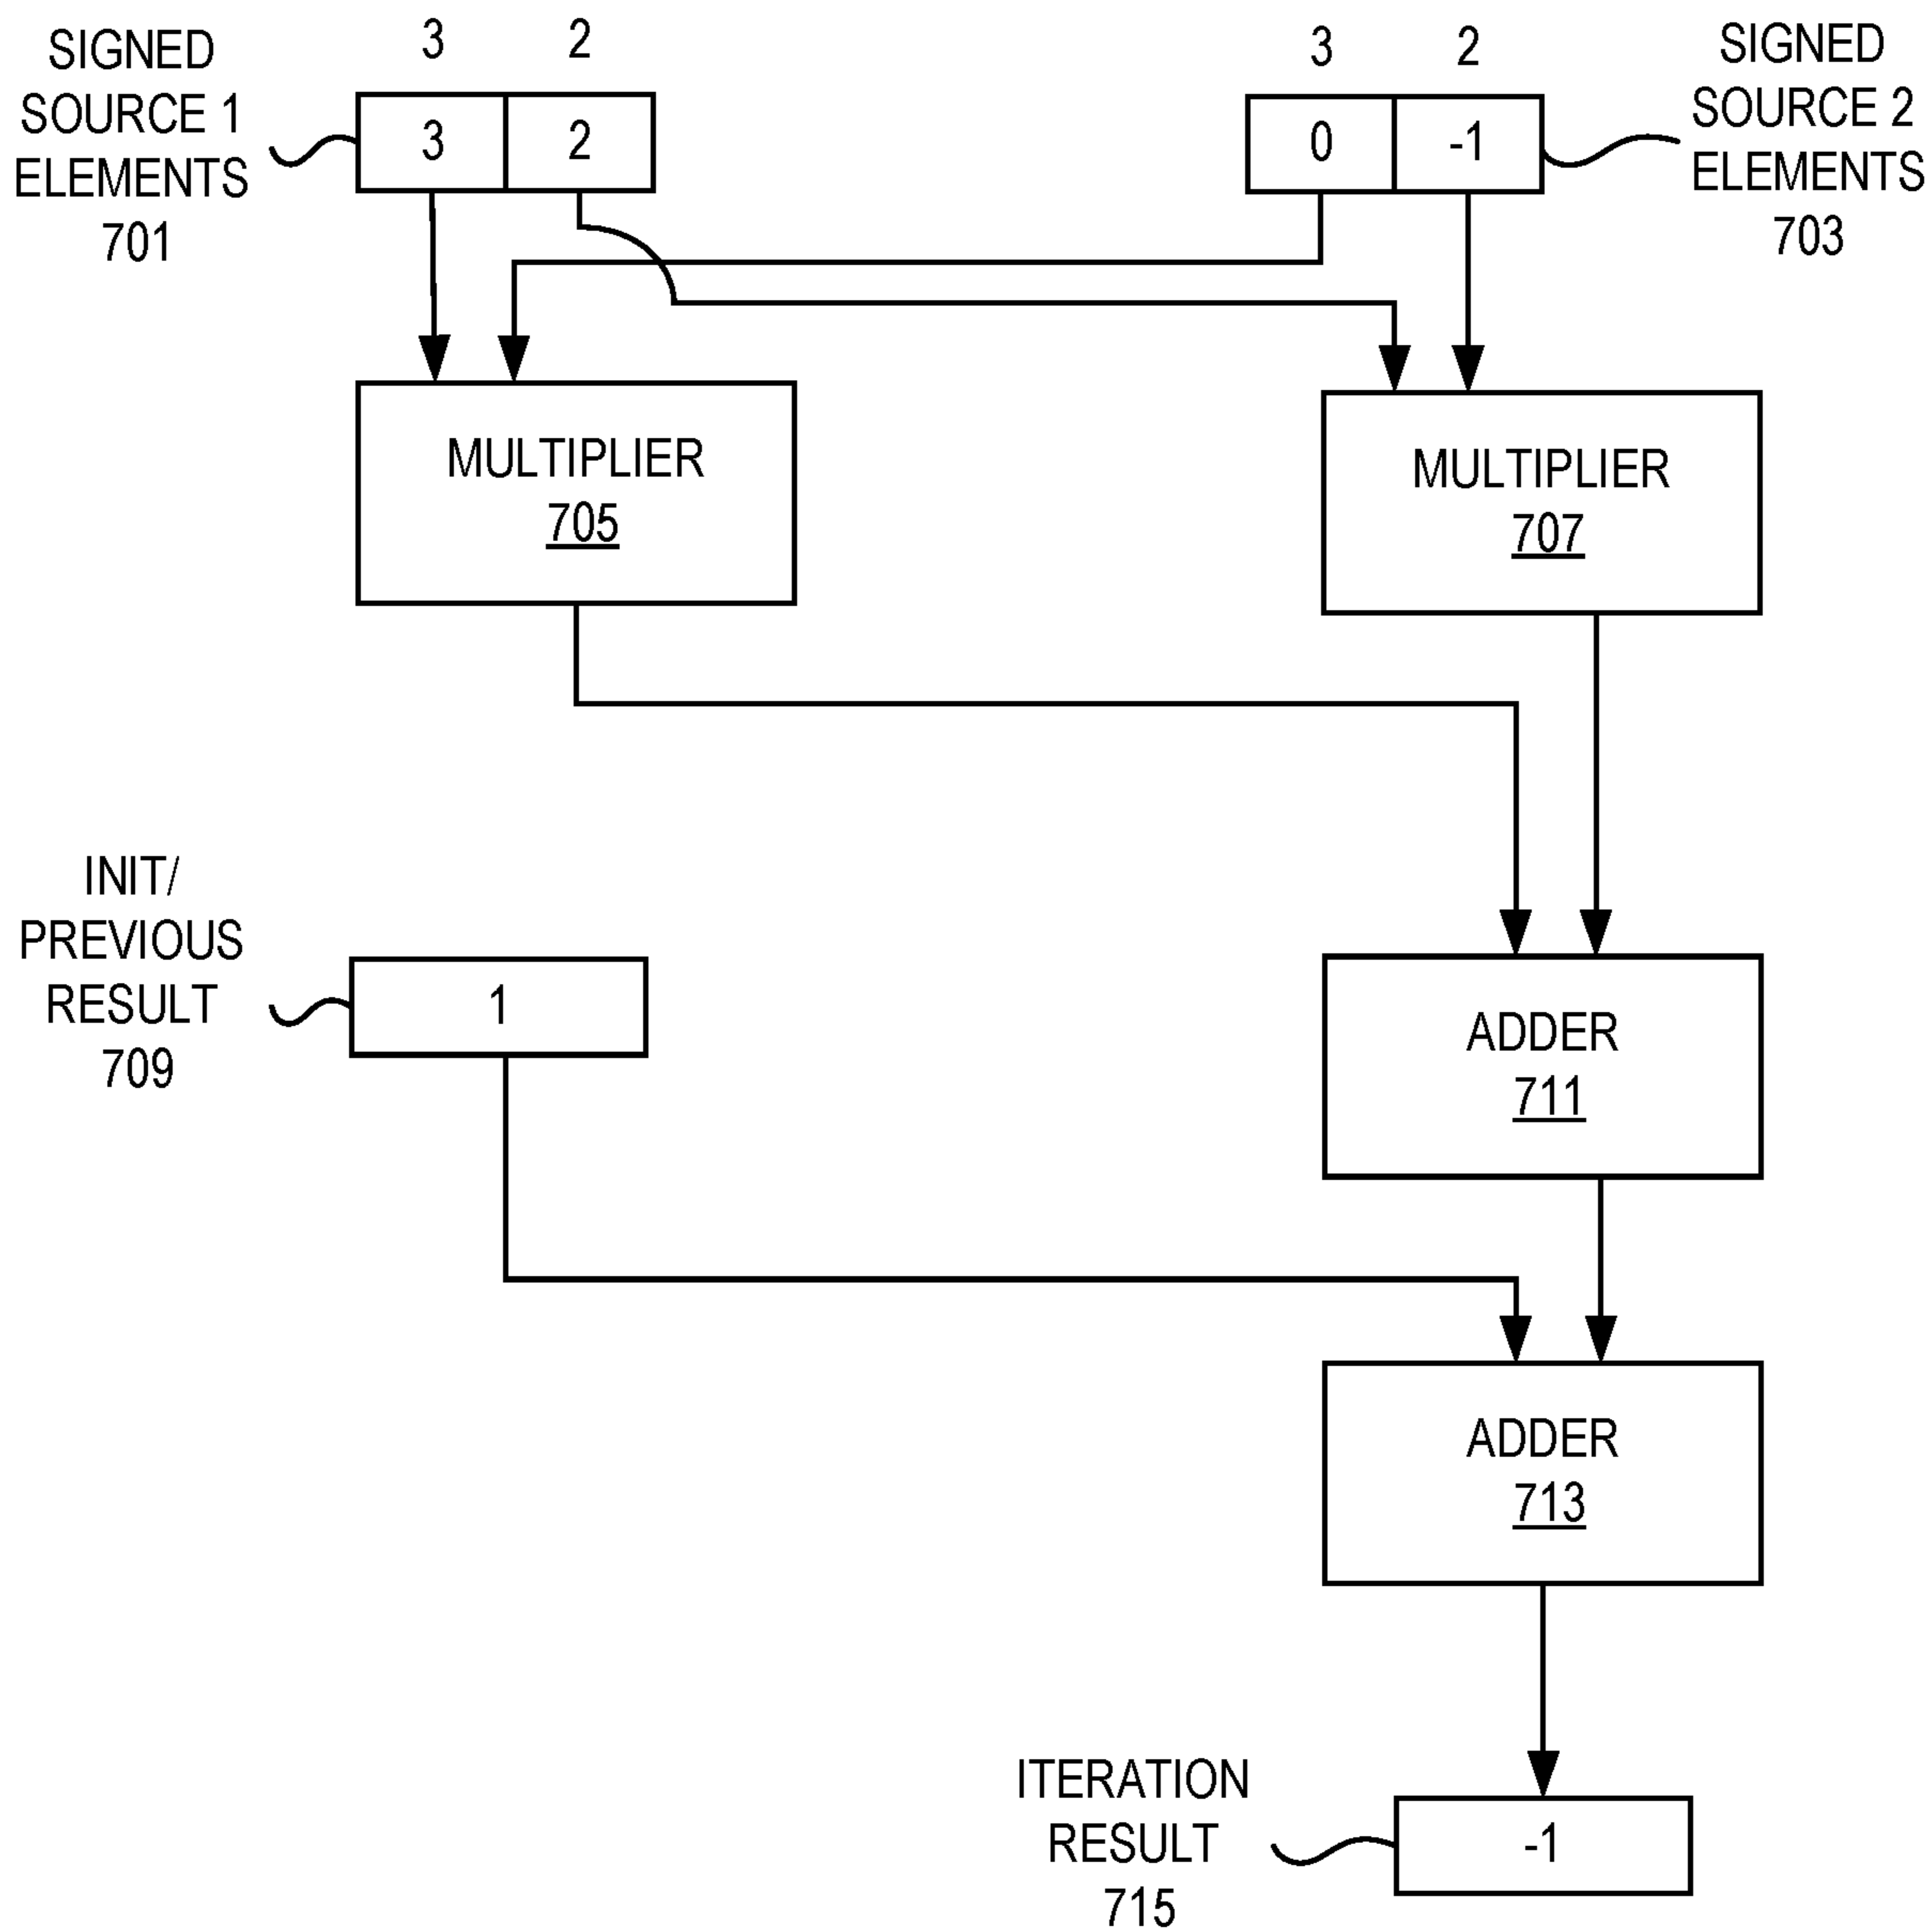 SIGNED
SOURCE 1
ELEMENTS
701
3 2
3 2
3 2
0 -1
SIGNED
SOURCE 2
ELEMENTS
703
MULTIPLIER
705
MULTIPLIER
707
INIT/
PREVIOUS
RESULT
709
1
ADDER
711
ADDER
713
ITERATION
RESULT
715
-1